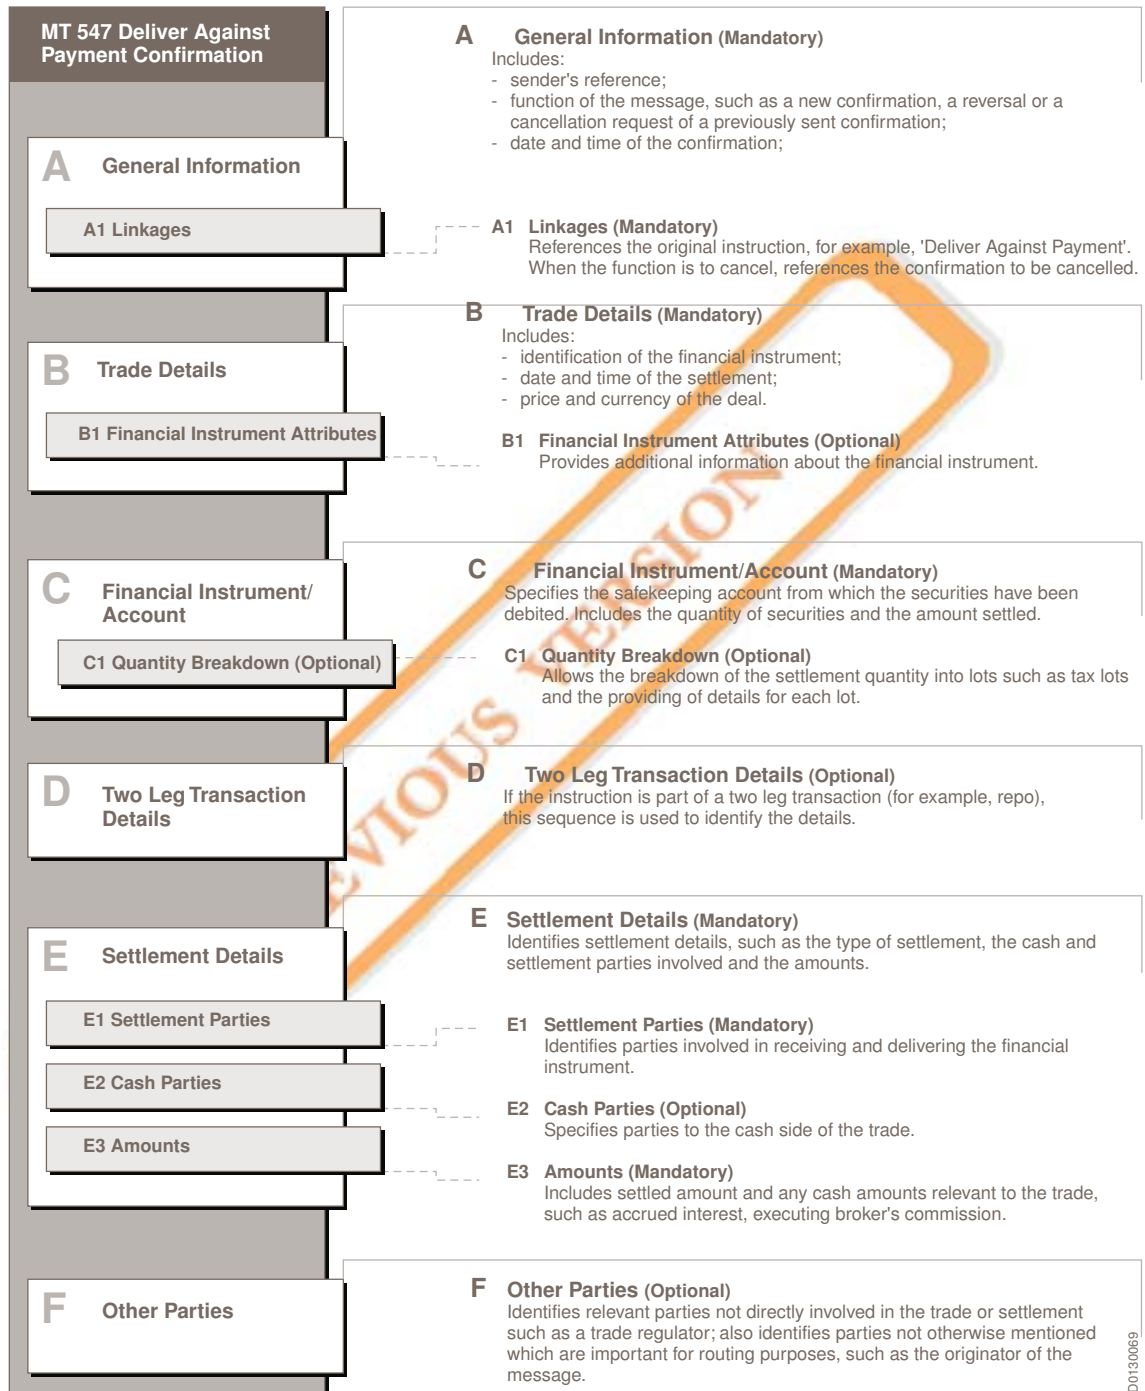 MT 547 Deliver Against
Payment Confirmation
A General Information
A1 Linkages
B Trade Details
B1 Financial Instrument Attributes
C Financial Instrument/
Account
C1 Quantity Breakdown (Optional)
D Two Leg Transaction
Details
E Settlement Details
E1 Settlement Parties
E2 Cash Parties
E3 Amounts
F Other Parties
A General Information (Mandatory)
Includes:
- sender's reference;
- function of the message, such as a new confirmation, a reversal or a
cancellation request of a previously sent confirmation;
- date and time of the confirmation;
A1 Linkages (Mandatory)
References the original instruction, for example, 'Deliver Against Payment'.
When the function is to cancel, references the confirmation to be cancelled.
B Trade Details (Mandatory)
Includes:
- identification of the financial instrument;
- date and time of the settlement;
- price and currency of the deal.
B1 Financial Instrument Attributes (Optional)
Provides additional information about the financial instrument.
C Financial Instrument/Account (Mandatory)
Specifies the safekeeping account from which the securities have been
debited. Includes the quantity of securities and the amount settled.
C1 Quantity Breakdown (Optional)
Allows the breakdown of the settlement quantity into lots such as tax lots
and the providing of details for each lot.
D Two Leg Transaction Details (Optional)
If the instruction is part of a two leg transaction (for example, repo),
this sequence is used to identify the details.
E Settlement Details (Mandatory)
Identifies settlement details, such as the type of settlement, the cash and
settlement parties involved and the amounts.
E1 Settlement Parties (Mandatory)
Identifies parties involved in receiving and delivering the financial
instrument.
E2 Cash Parties (Optional)
Specifies parties to the cash side of the trade.
E3 Amounts (Mandatory)
Includes settled amount and any cash amounts relevant to the trade,
such as accrued interest, executing broker's commission.
F Other Parties (Optional)
Identifies relevant parties not directly involved in the trade or settlement
such as a trade regulator; also identifies parties not otherwise mentioned
which are important for routing purposes, such as the originator of the
message.
D0130069
EVIOUS VERSION